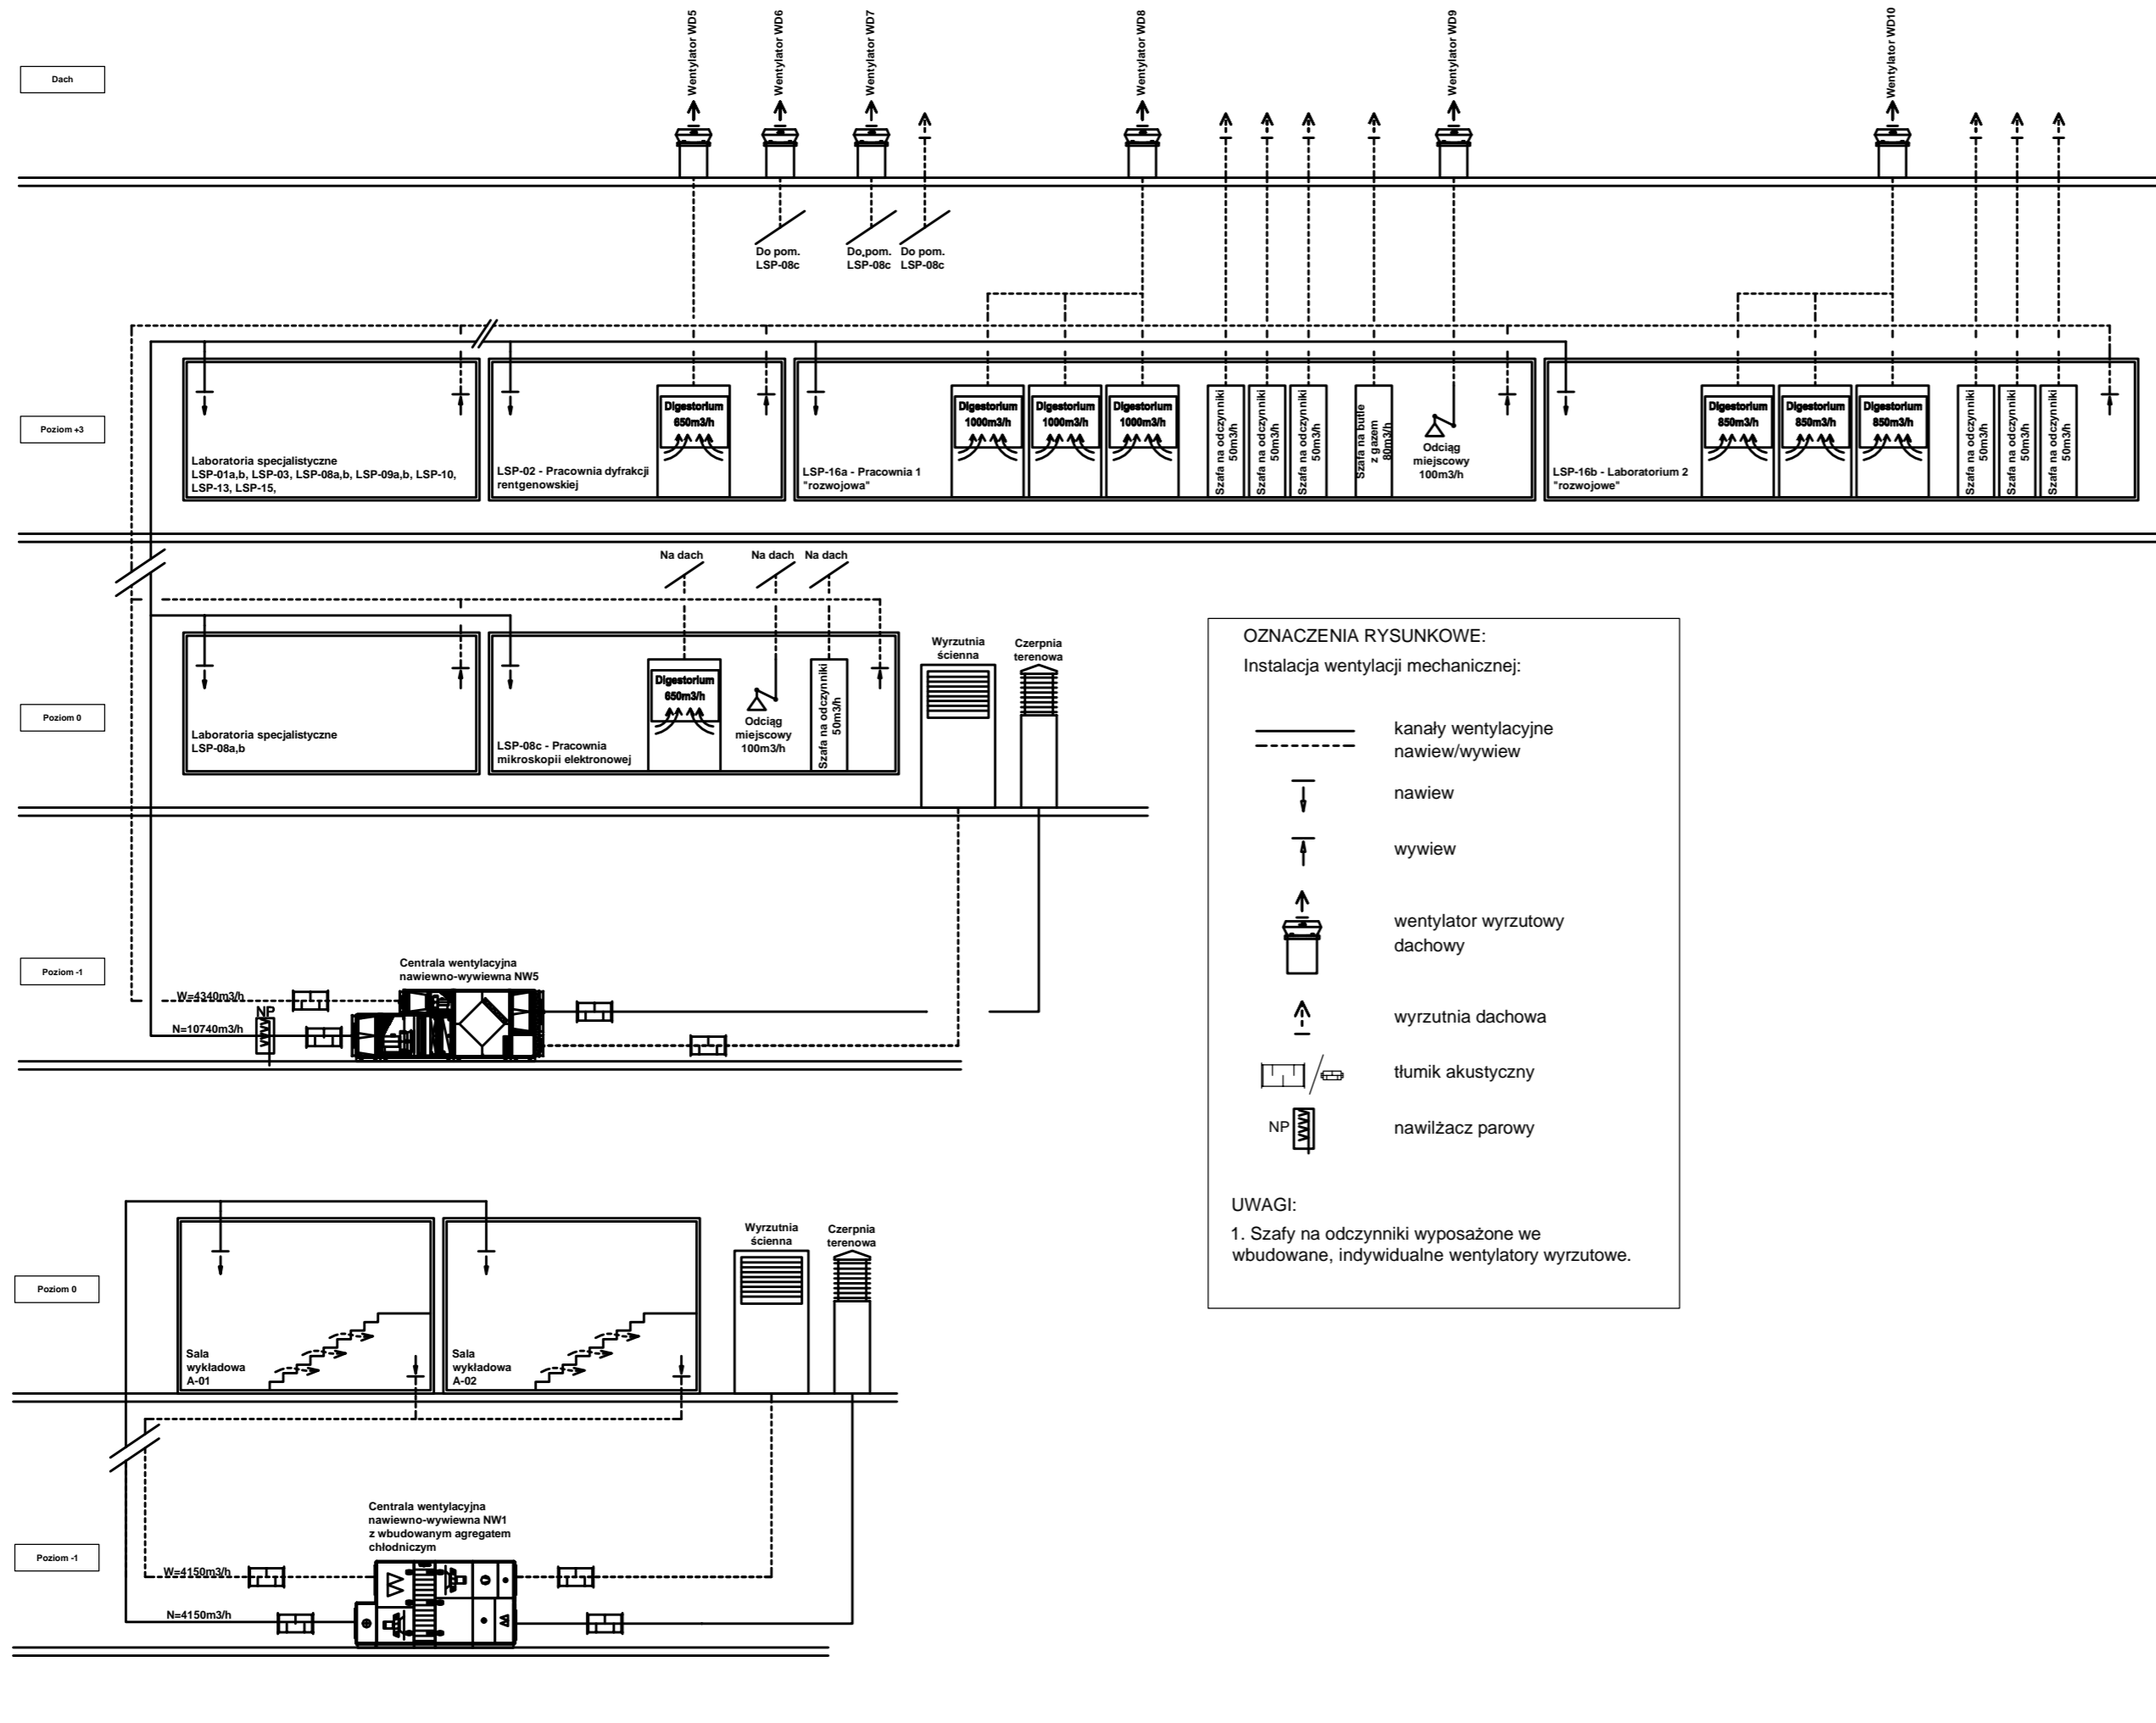 Dach
Wentylator WD5
Wentylator WD6
Wentylator WD7
Wentylator WD8
Wentylator WD9
Wentylator WD10
Do pom.
LSP-08c
Do pom.
LSP-08c
Do pom.
LSP-08c
Poziom +3
Laboratoria specjalistyczne
LSP-01a,b, LSP-03, LSP-08a,b, LSP-09a,b, LSP-10,
LSP-13, LSP-15,
LSP-02 - Pracownia dyfrakcji
rentgenowskiej
Digestorium
650m3/h
LSP-16a - Pracownia 1
"rozwojowa"
Digestorium
1000m3/h
Digestorium
1000m3/h
Digestorium
1000m3/h
Szafa na odczynniki
50m3/h
Szafa na odczynniki
50m3/h
Szafa na odczynniki
50m3/h
Szafa na butle
z gazem
80m3/h
Odciąg
miejscowy
100m3/h
LSP-16b - Laboratorium 2
"rozwojowe"
Digestorium
850m3/h
Digestorium
850m3/h
Digestorium
850m3/h
Szafa na odczynniki
50m3/h
Szafa na odczynniki
50m3/h
Szafa na odczynniki
50m3/h
Na dach
Na dach
Na dach
Poziom 0
Laboratoria specjalistyczne
LSP-08a,b
LSP-08c - Pracownia
mikroskopii elektronowej
Digestorium
650m3/h
Odciąg
miejscowy
100m3/h
Szafa na odczynniki
50m3/h
Wyrzutnia
ścienna
Czerpnia
terenowa
Poziom -1
Centrala wentylacyjna
nawiewno-wywiewna NW5
W=4340m3/h
NP
N=10740m3/h
OZNACZENIA RYSUNKOWE:
Instalacja wentylacji mechanicznej:
kanały wentylacyjne
nawiew/wywiew
nawiew
wywiew
wentylator wyrzutowy
dachowy
wyrzutnia dachowa
tłumik akustyczny
NP
nawilżacz parowy
UWAGI:
1. Szafy na odczynniki wyposażone we
wbudowane, indywidualne wentylatory wyrzutowe.
Poziom 0
Sala
wykładowa
A-01
Sala
wykładowa
A-02
Wyrzutnia
ścienna
Czerpnia
terenowa
Poziom -1
Centrala wentylacyjna
nawiewno-wywiewna NW1
z wbudowanym agregatem
chłodniczym
W=4150m3/h
N=4150m3/h